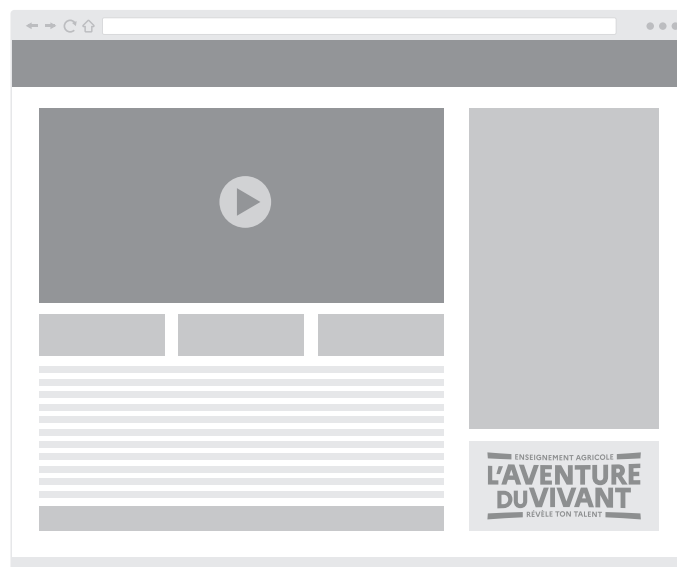 ENSEIGNEMENT AGRICOLE
L'AVENTURE
DU VIVANT
RÉVÈLE TON TALENT